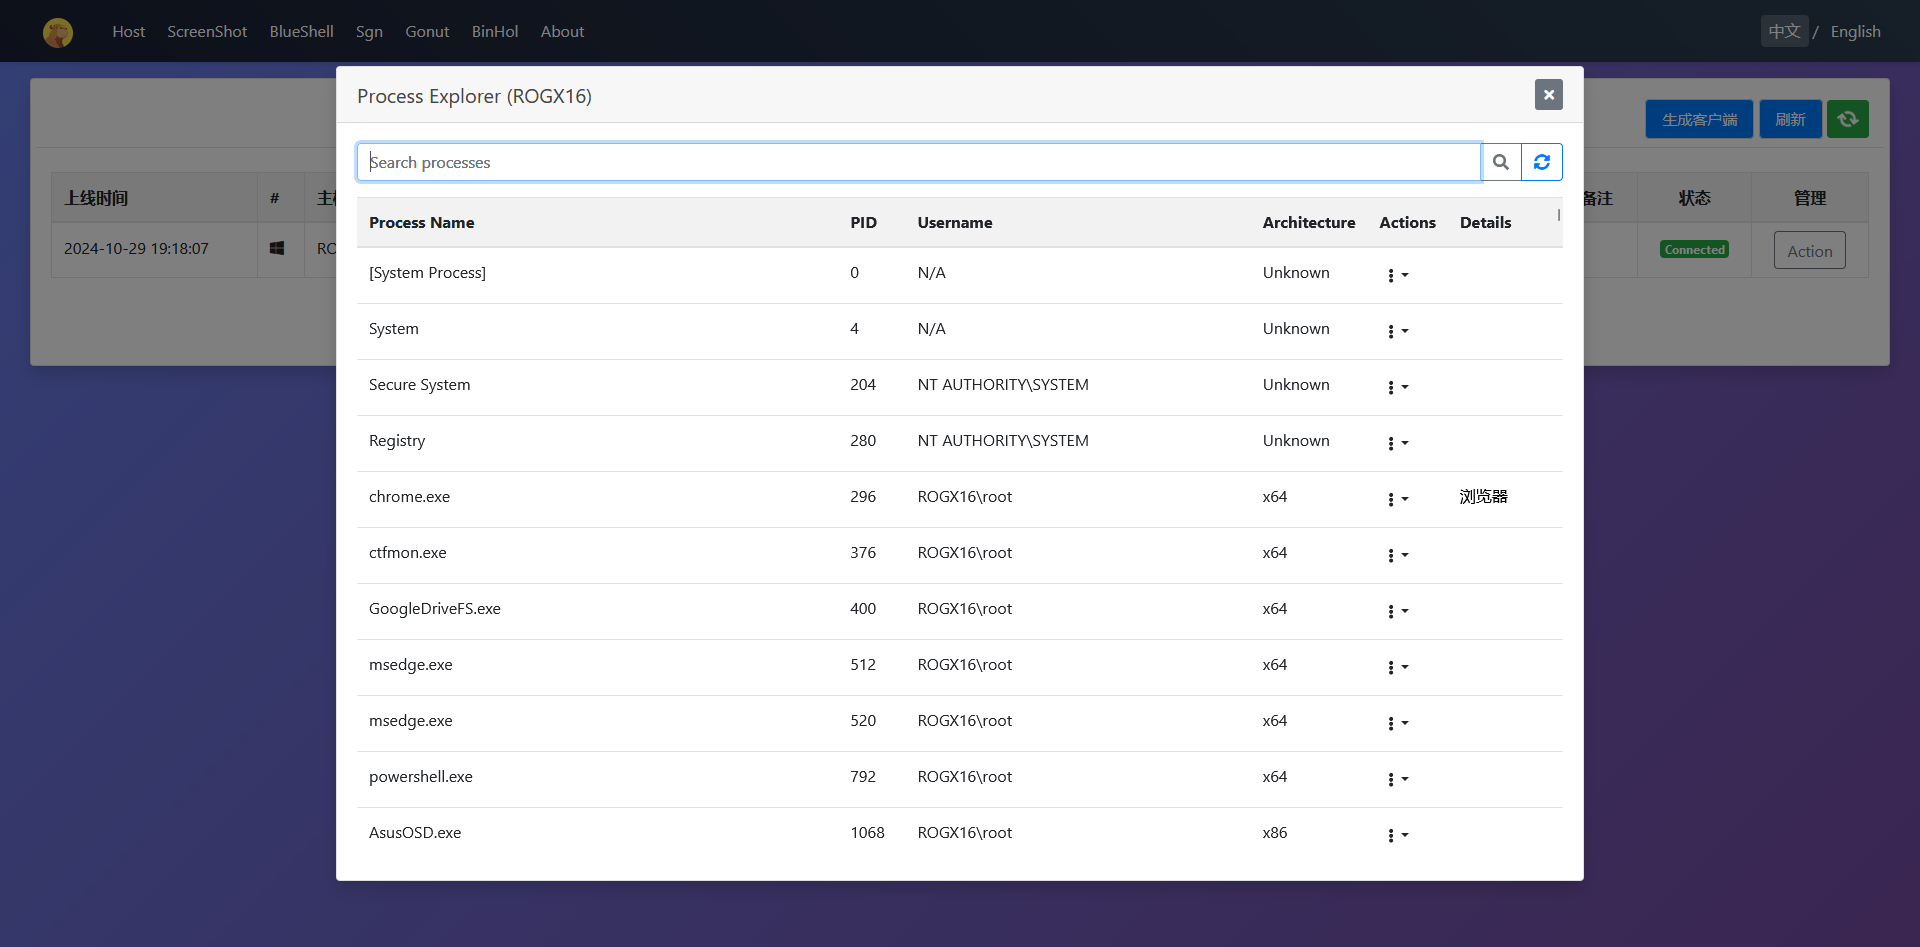 Host ScreenShot BlueShell Sgn Gonut BinHol About 中文 / English
Process Explorer (ROGX16)
生成客户端 刷新
Search processes
上线时间 # 备注 状态 管理
Process Name PID Username Architecture Actions Details
2024-10-29 19:18:07 Connected Action
[System Process] 0 N/A Unknown
System 4 N/A Unknown
Secure System 204 NT AUTHORITY\SYSTEM Unknown
Registry 280 NT AUTHORITY\SYSTEM Unknown
chrome.exe 296 ROGX16\root x64 浏览器
ctfmon.exe 376 ROGX16\root x64
GoogleDriveFS.exe 400 ROGX16\root x64
msedge.exe 512 ROGX16\root x64
msedge.exe 520 ROGX16\root x64
powershell.exe 792 ROGX16\root x64
AsusOSD.exe 1068 ROGX16\root x86